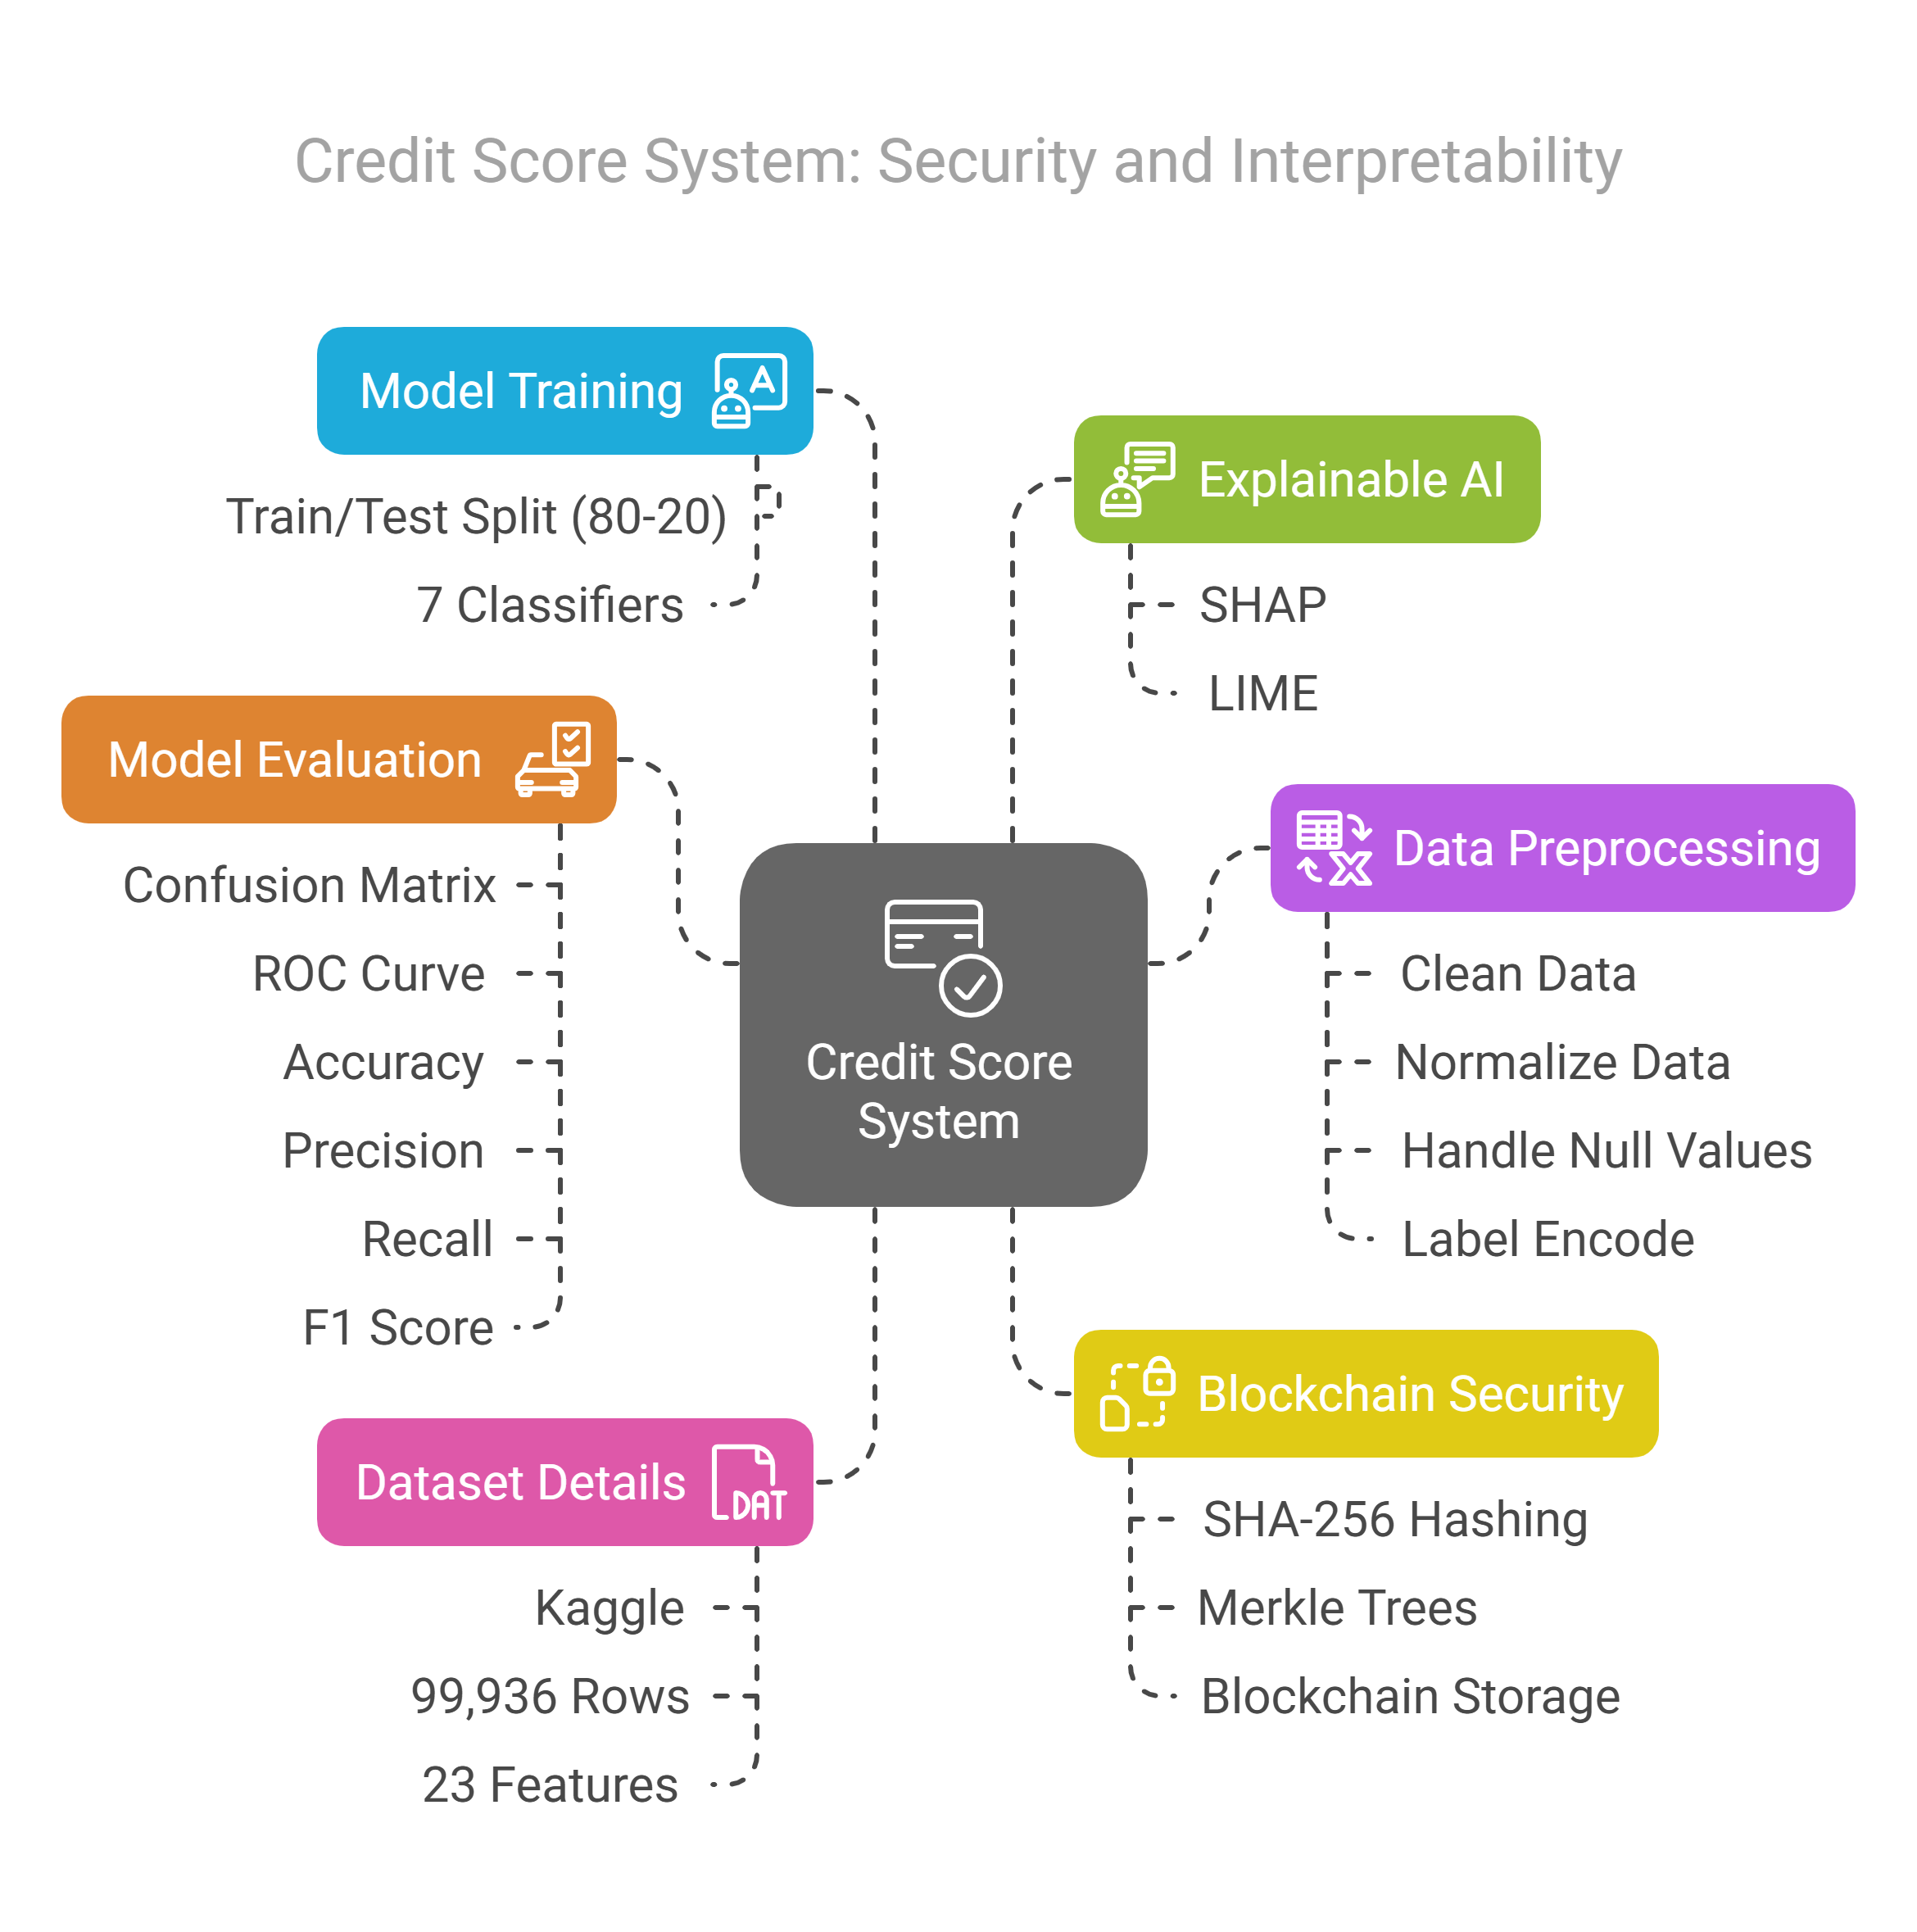 Credit Score System: Security and Interpretability
Model Training
A
Train/Test Split (80-20)
7 Classifiers
Explainable AI
SHAP
LIME
Model Evaluation
Confusion Matrix
ROC Curve
Accuracy
Precision
Recall
F1 Score
Credit Score
System
Data Preprocessing
Clean Data
Normalize Data
Handle Null Values
Label Encode
Dataset Details
DAT
Kaggle
99,936 Rows
23 Features
Blockchain Security
SHA-256 Hashing
Merkle Trees
Blockchain Storage